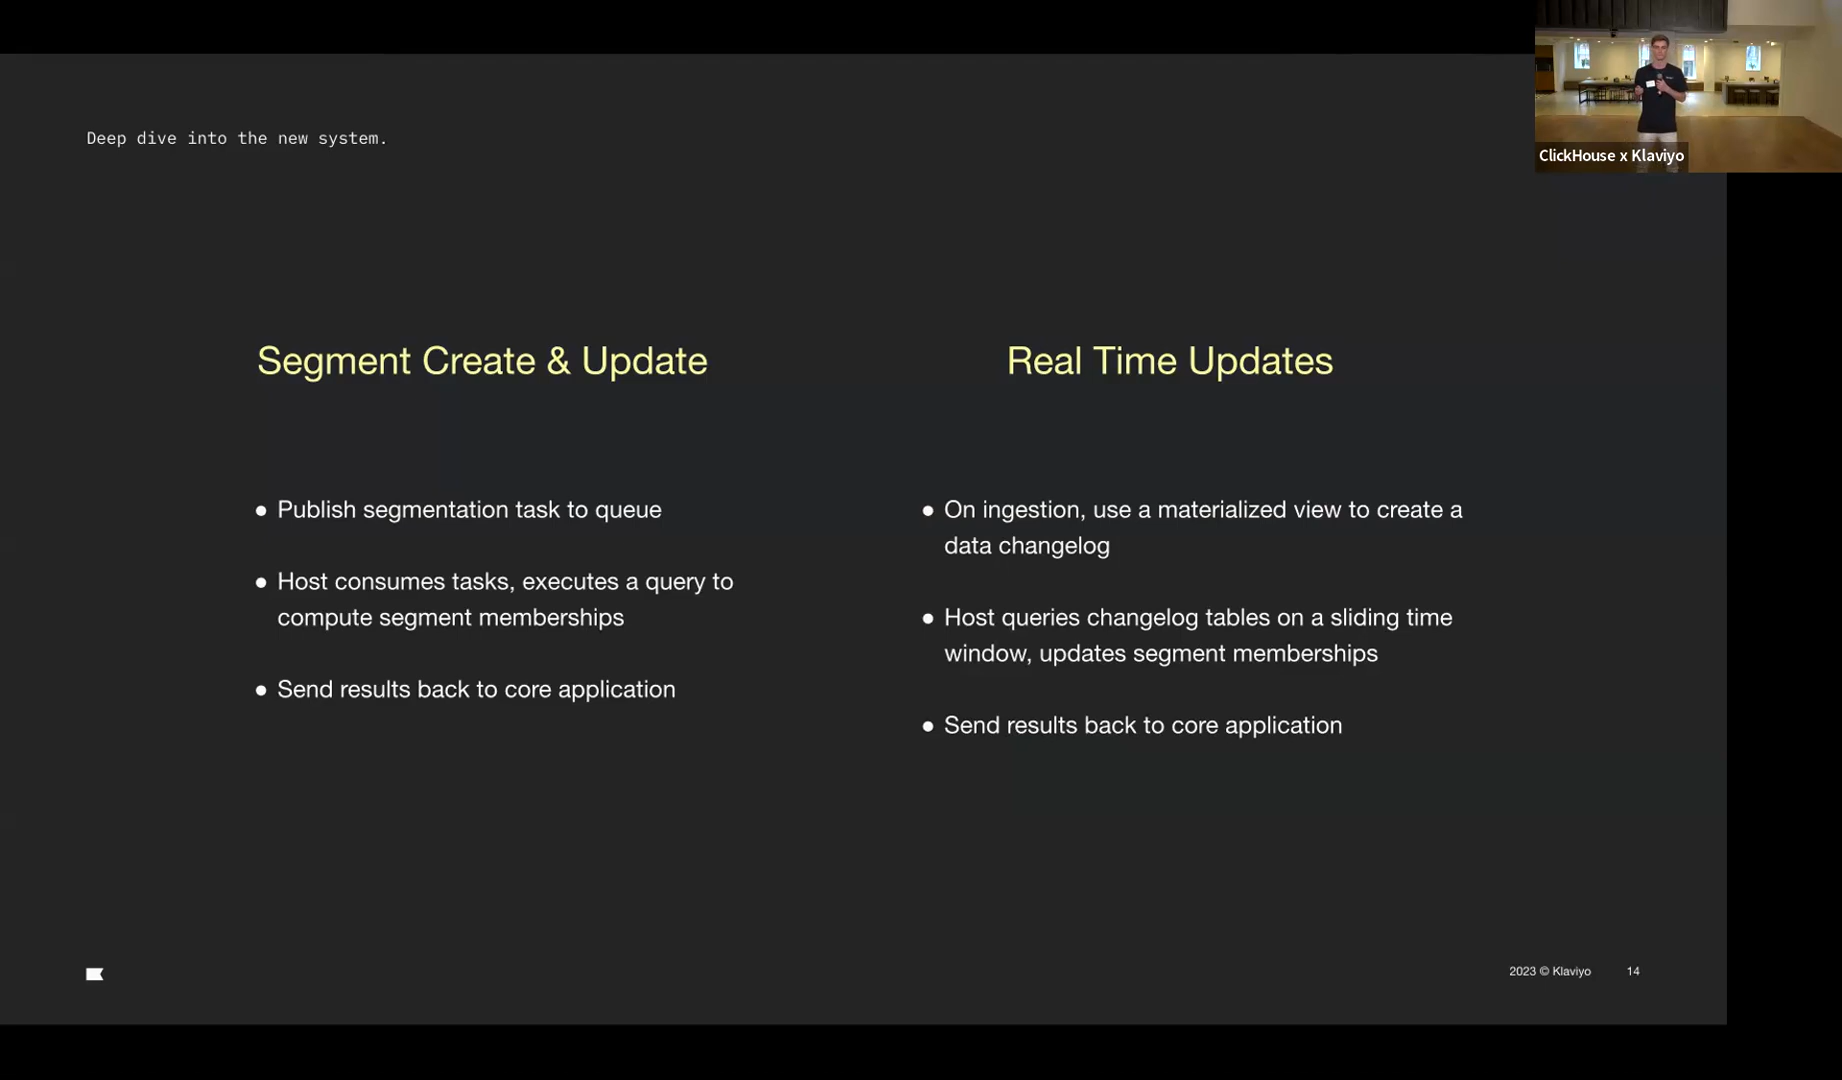 Deep dive into the new system.
ClickHouse x Klaviyo
Segment Create & Update
● Publish segmentation task to queue
● Host consumes tasks, executes a query to
compute segment memberships
● Send results back to core application
Real Time Updates
● On ingestion, use a materialized view to create a
data changelog
● Host queries changelog tables on a sliding time
window, updates segment memberships
● Send results back to core application
2023 © Klaviyo 14